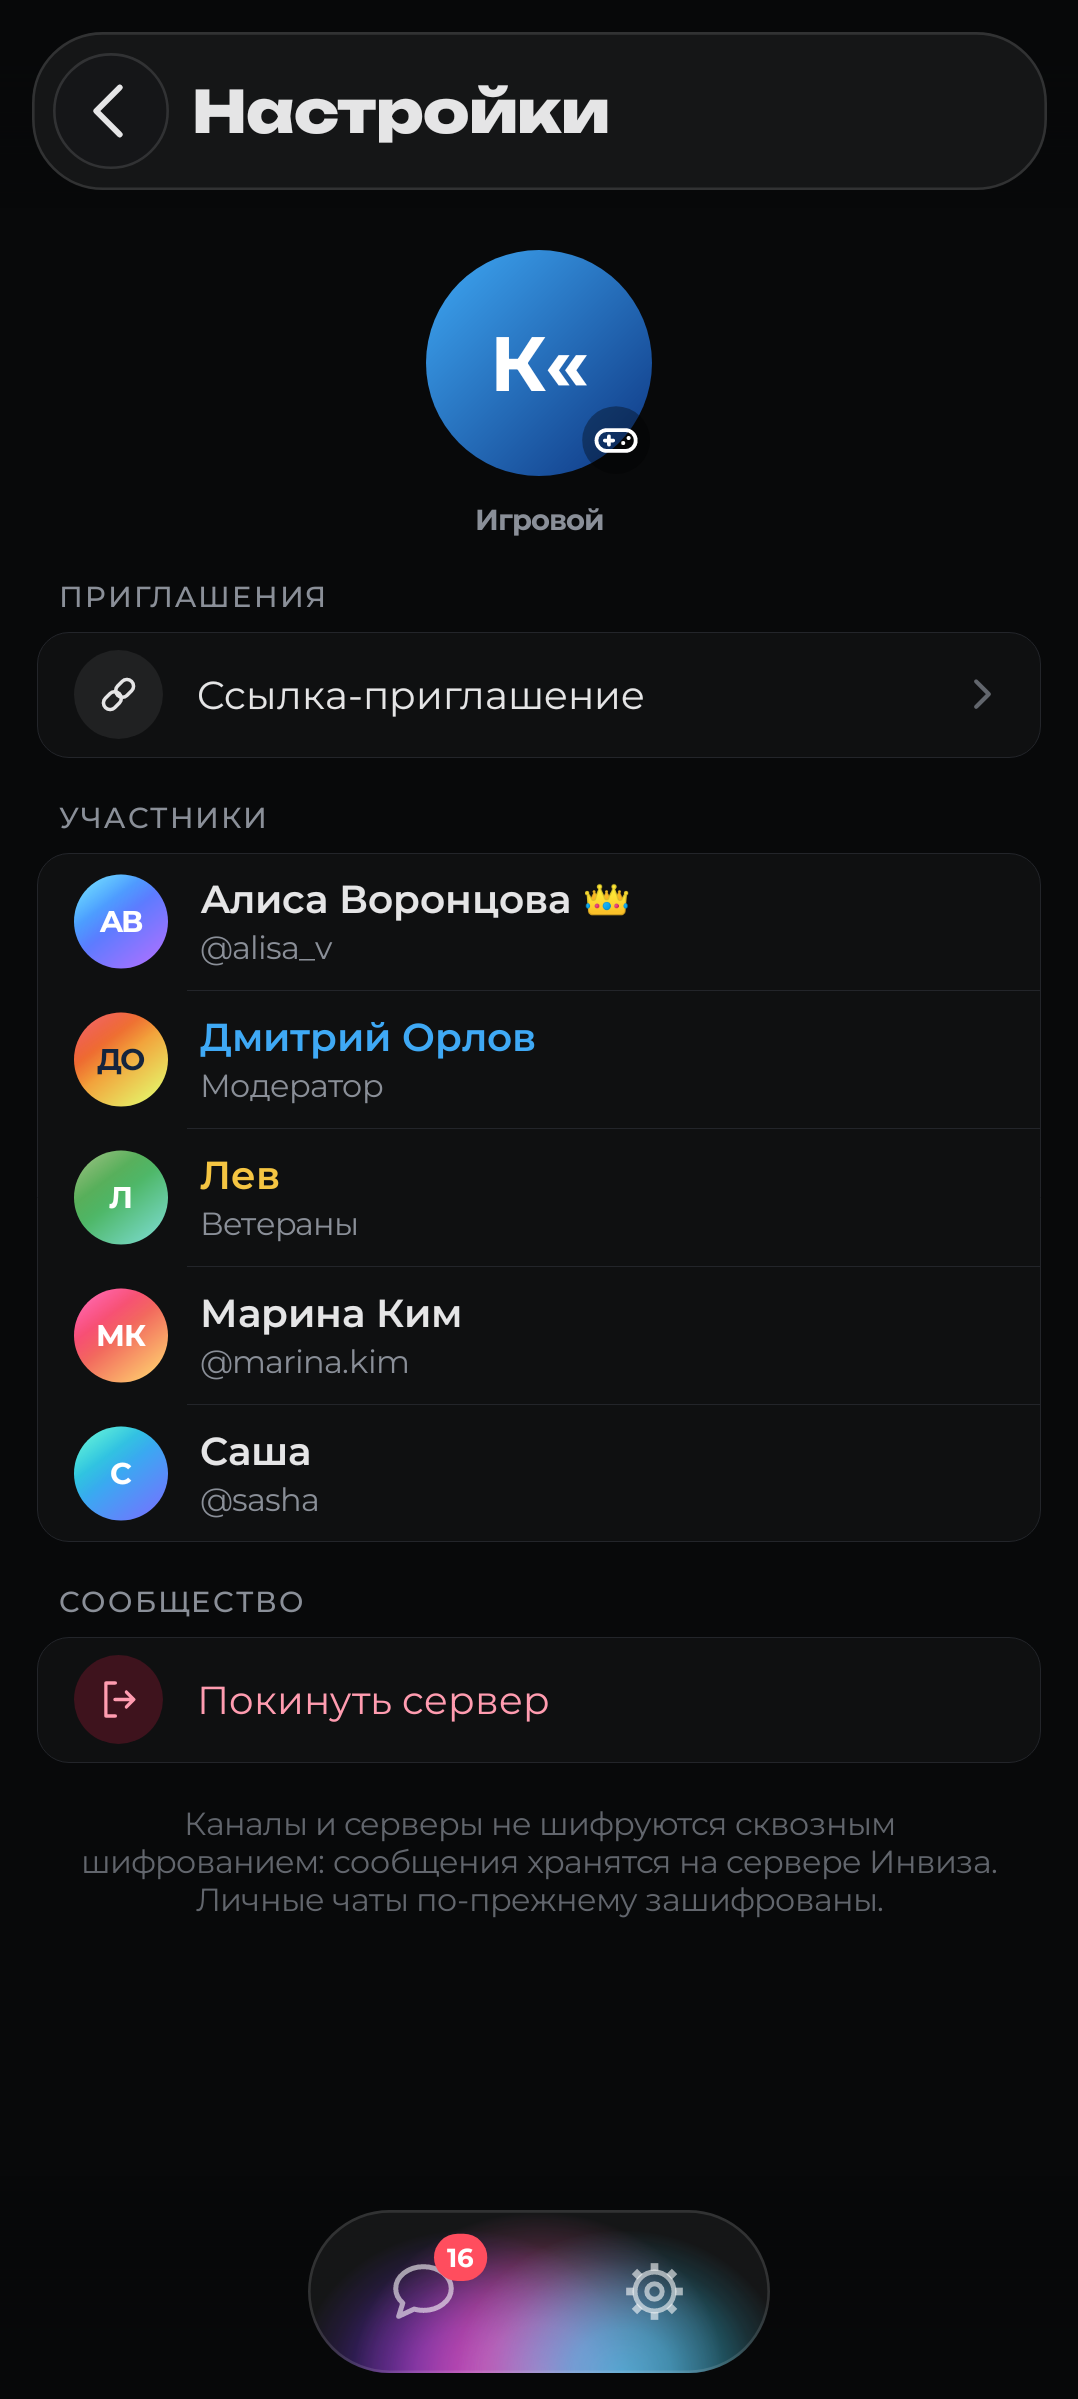 Настройки
К«
Игровой
ПРИГЛАШЕНИЯ
Ссылка-приглашение
УЧАСТНИКИ
АВ
Алиса Воронцова 👑
@alisa_v
ДО
Дмитрий Орлов
Модератор
Л
Лев
Ветераны
МК
Марина Ким
@marina.kim
С
Саша
@sasha
СООБЩЕСТВО
Покинуть сервер
Каналы и серверы не шифруются сквозным
шифрованием: сообщения хранятся на сервере Инвиза.
Личные чаты по-прежнему зашифрованы.
16